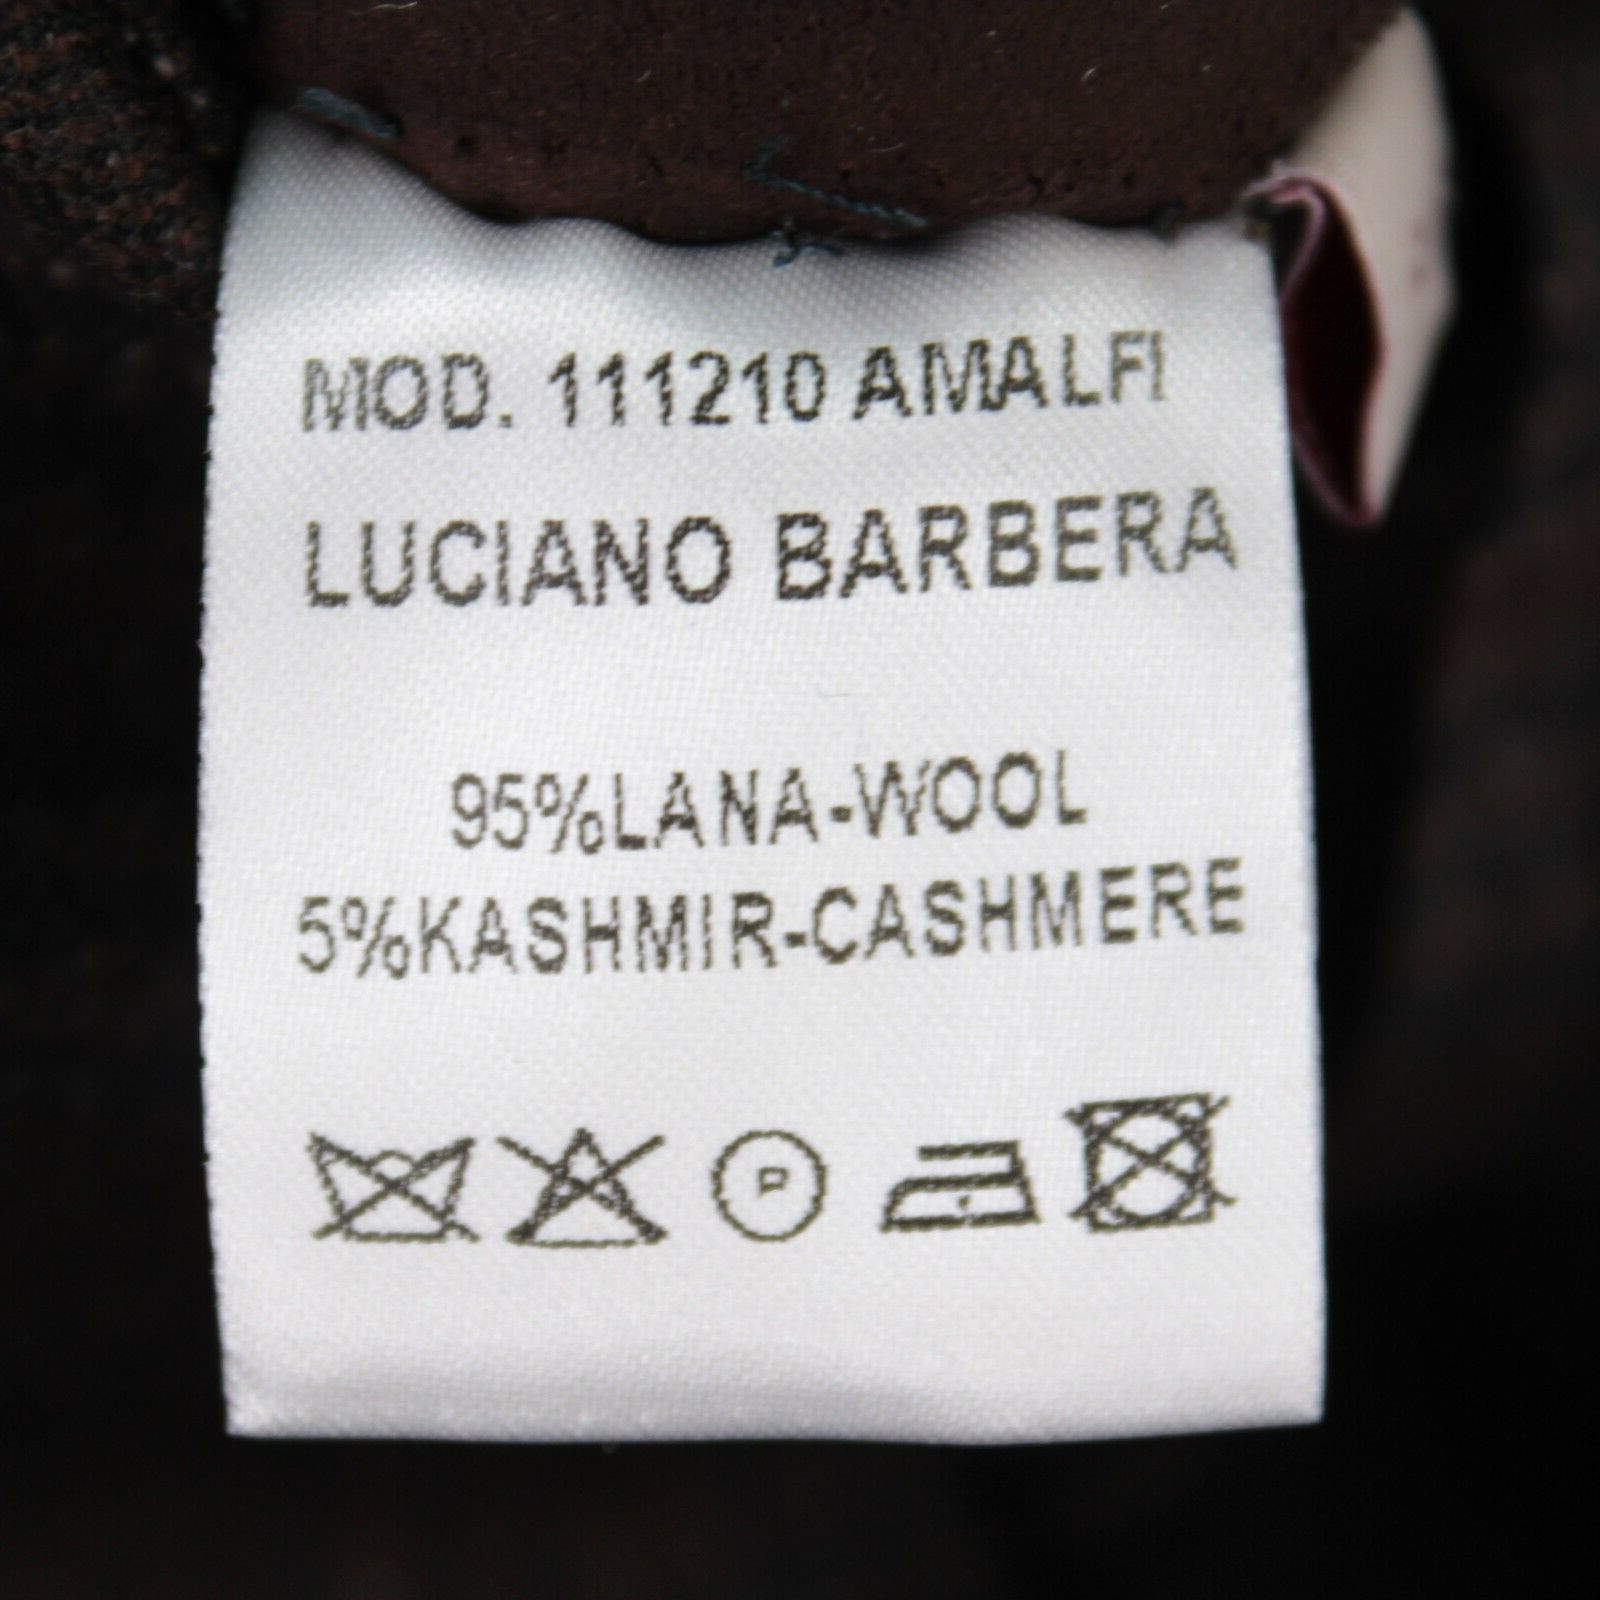 MOD. 111210 AMALFI
LUCIANO BARBERA
95%LANA-WOOL
5%KASHMIR-CASHMERE
P